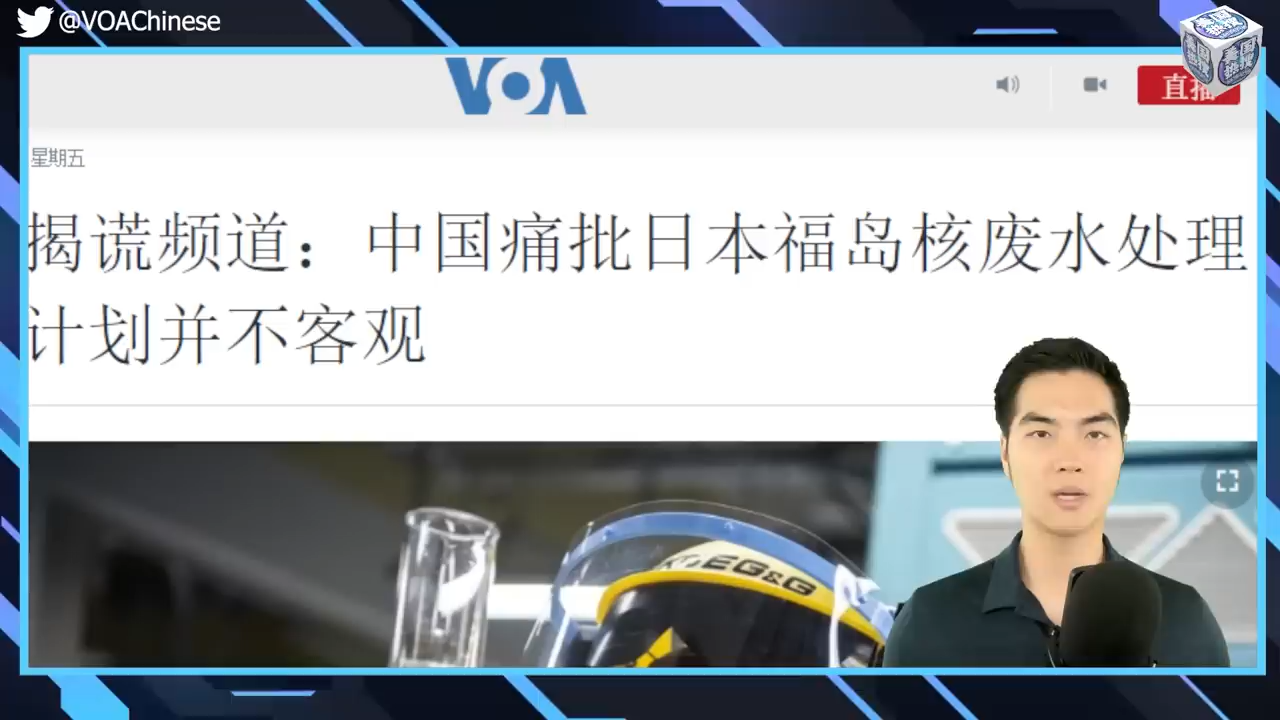 @VOAChinese
VOA
直播
星期五
揭谎频道：中国痛批日本福岛核废水处理
计划并不客观
EG&G